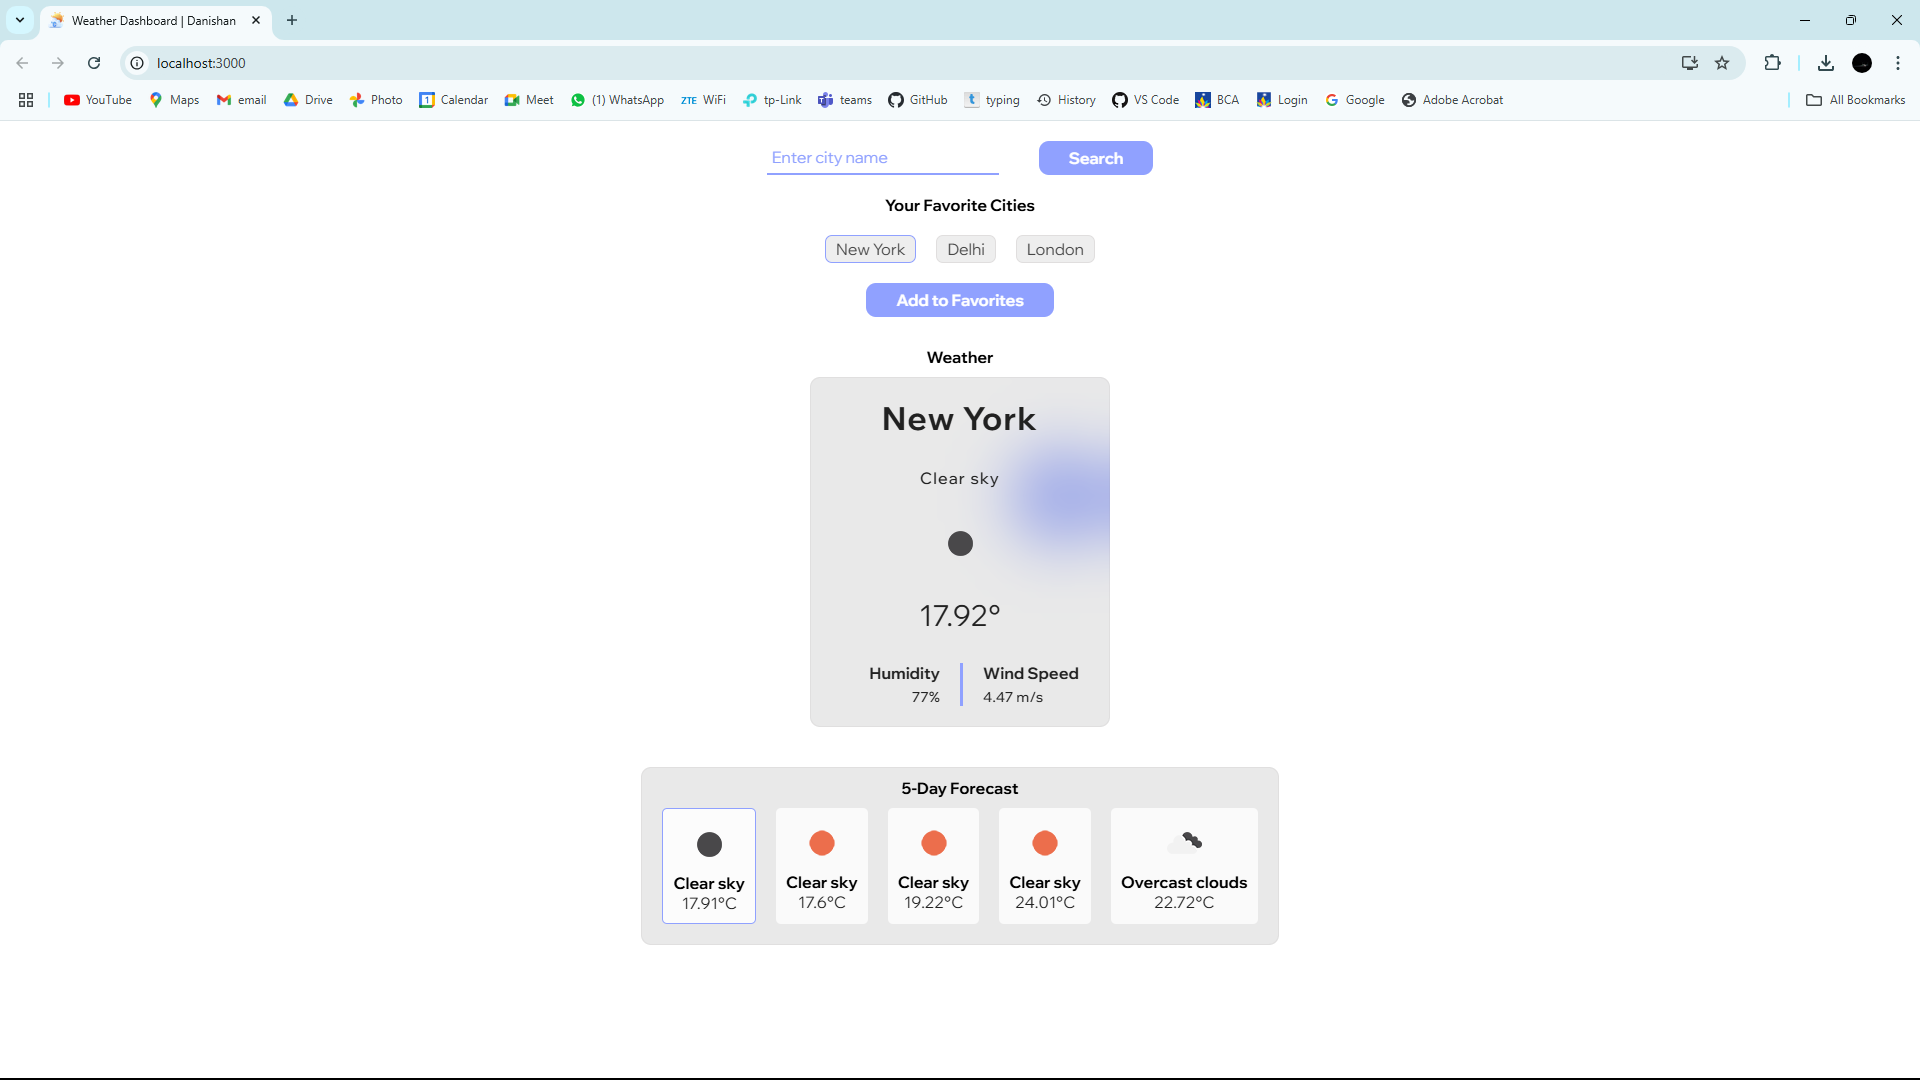 Weather Dashboard | Danishan
localhost:3000
YouTube Maps email Drive Photo 1 Calendar Meet (1) WhatsApp ZTE WiFi tp-Link teams GitHub t typing History VS Code BCA Login Google Adobe Acrobat All Bookmarks
Enter city name Search
Your Favorite Cities
New York Delhi London
Add to Favorites
Weather
New York
Clear sky
17.92°
Humidity Wind Speed
77% 4.47 m/s
5-Day Forecast
Clear sky Clear sky Clear sky Clear sky Overcast clouds
17.91°C 17.6°C 19.22°C 24.01°C 22.72°C